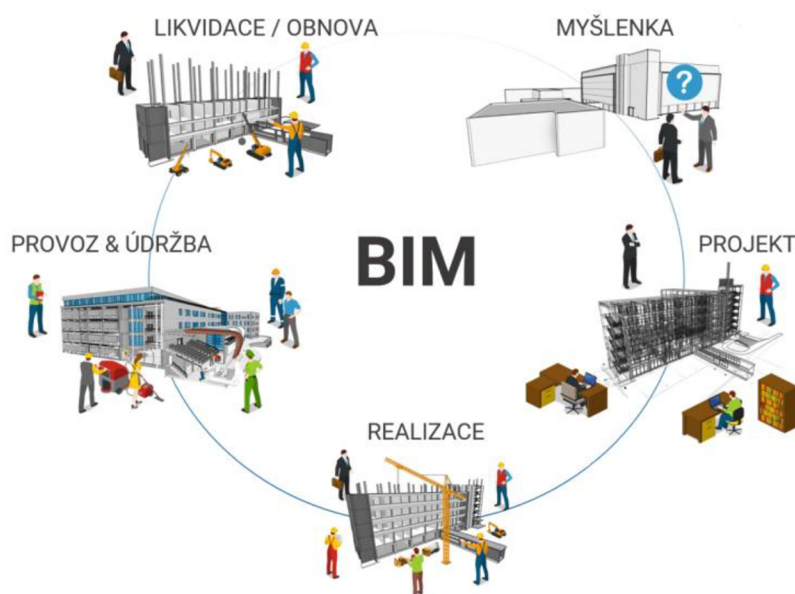 LIKVIDACE / OBNOVA
MYŠLENKA
?
PROVOZ & ÚDRŽBA
BIM
PROJEKT
REALIZACE